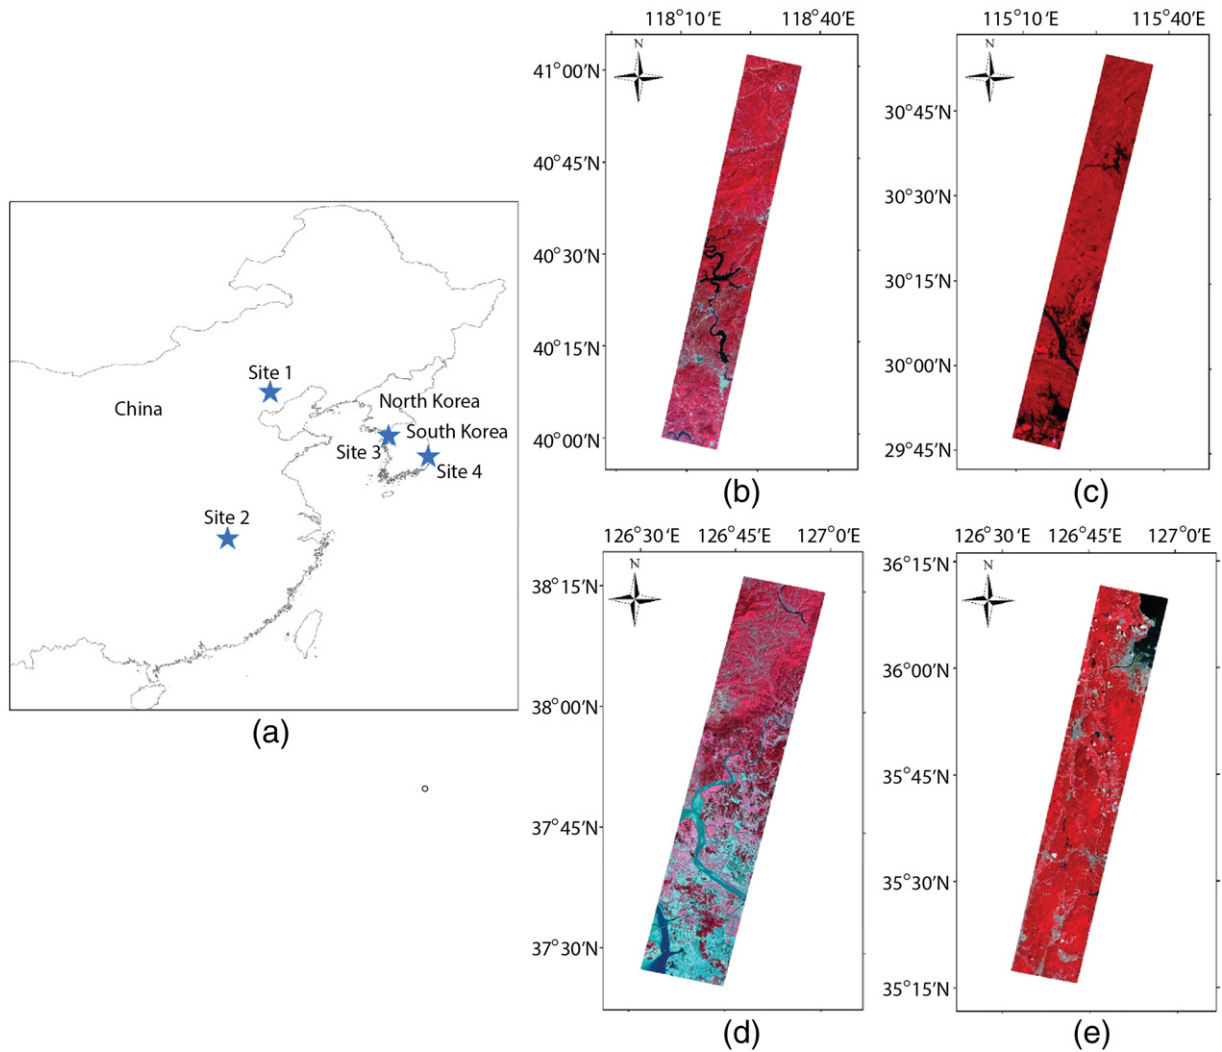 118°10′E 118°40′E
N
41°00′N
40°45′N
40°30′N
40°15′N
40°00′N
(b)
115°10′E 115°40′E
N
30°45′N
30°30′N
30°15′N
30°00′N
29°45′N
(c)
Site 1
China
North Korea
South Korea
Site 3
Site 4
Site 2
(a)
126°30′E 126°45′E 127°0′E
N
38°15′N
38°00′N
37°45′N
37°30′N
(d)
126°30′E 126°45′E 127°0′E
N
36°15′N
36°00′N
35°45′N
35°30′N
35°15′N
(e)